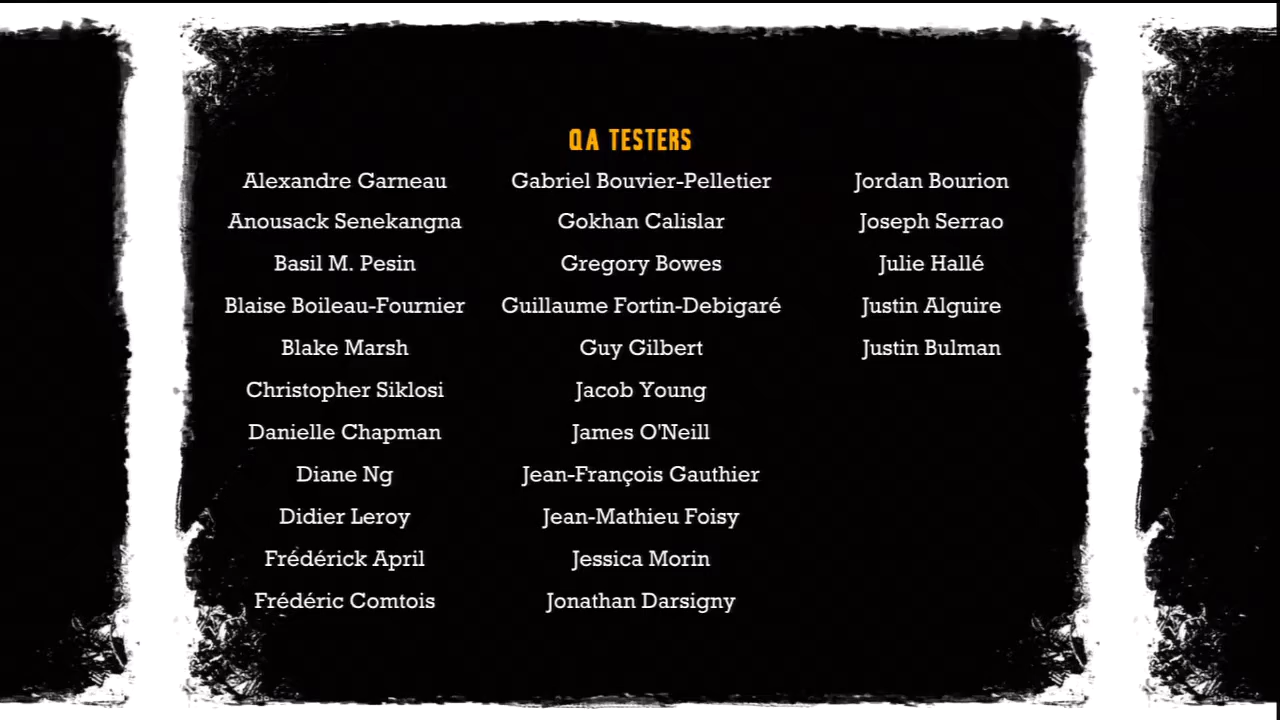 QA TESTERS
Alexandre Garneau
Anousack Senekangna
Basil M. Pesin
Blaise Boileau-Fournier
Blake Marsh
Christopher Siklosi
Danielle Chapman
Diane Ng
Didier Leroy
Frédérick April
Frédéric Comtois
Gabriel Bouvier-Pelletier
Gokhan Calislar
Gregory Bowes
Guillaume Fortin-Debigaré
Guy Gilbert
Jacob Young
James O'Neill
Jean-François Gauthier
Jean-Mathieu Foisy
Jessica Morin
Jonathan Darsigny
Jordan Bourion
Joseph Serrao
Julie Hallé
Justin Alguire
Justin Bulman